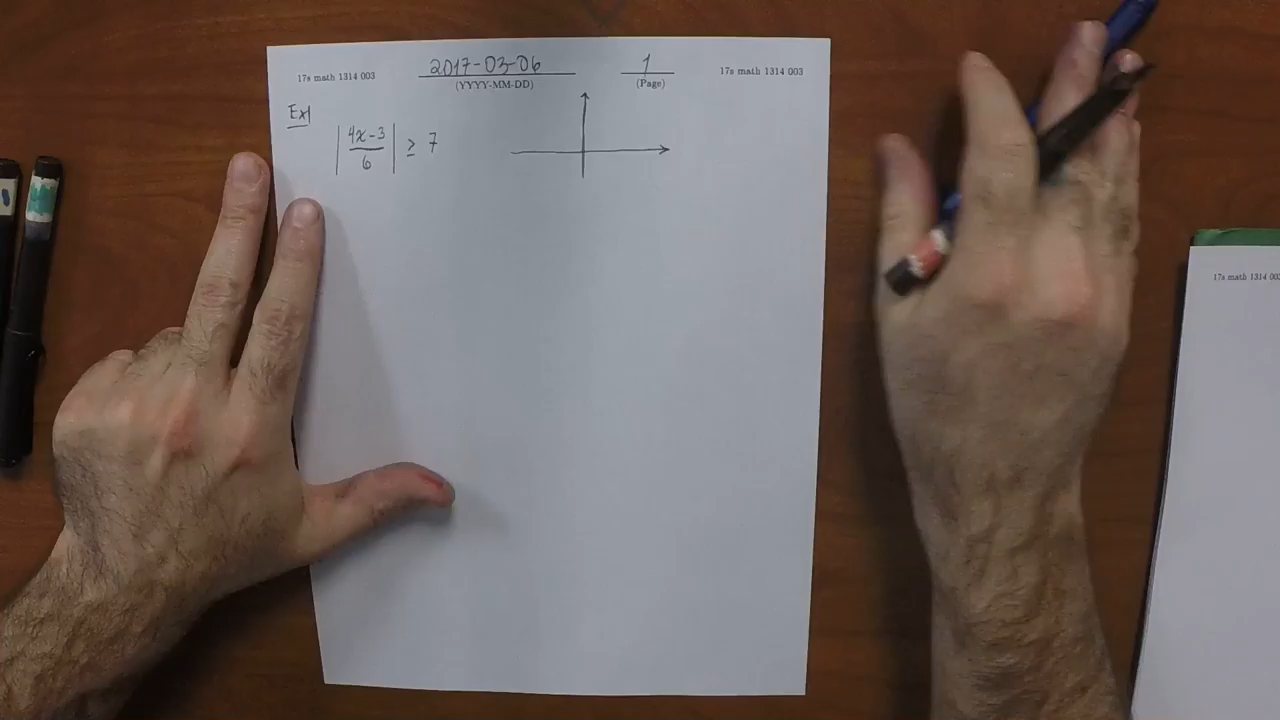 17s math 1314 003 2017-03-06 1 17s math 1314 003
(YYYY-MM-DD) (Page)
Ex1
|4x-3/6| ≥ 7
17s math 1314 003